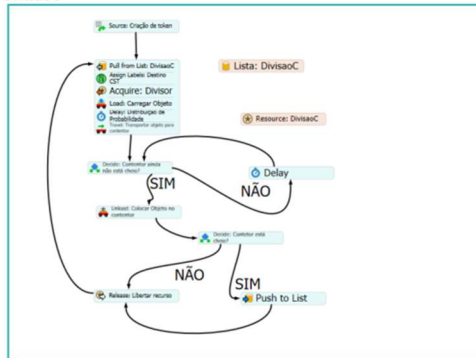 Source: Criação de token
Pull from List: DivisaoC
Assign Labels: Destino
CST
Acquire: Divisor
Load: Carregar Objeto
Delay: Distribuição de
Probabilidade
Travel: Transportar objeto para
contentor
Lista: DivisaoC
Resource: DivisaoC
Decide: Contentor ainda
não está cheio?
Delay
SIM
NÃO
Unload: Colocar Objeto no
contentor
Decide: Contetor está
cheio?
NÃO
SIM
Release: Libertar recurso
Push to List